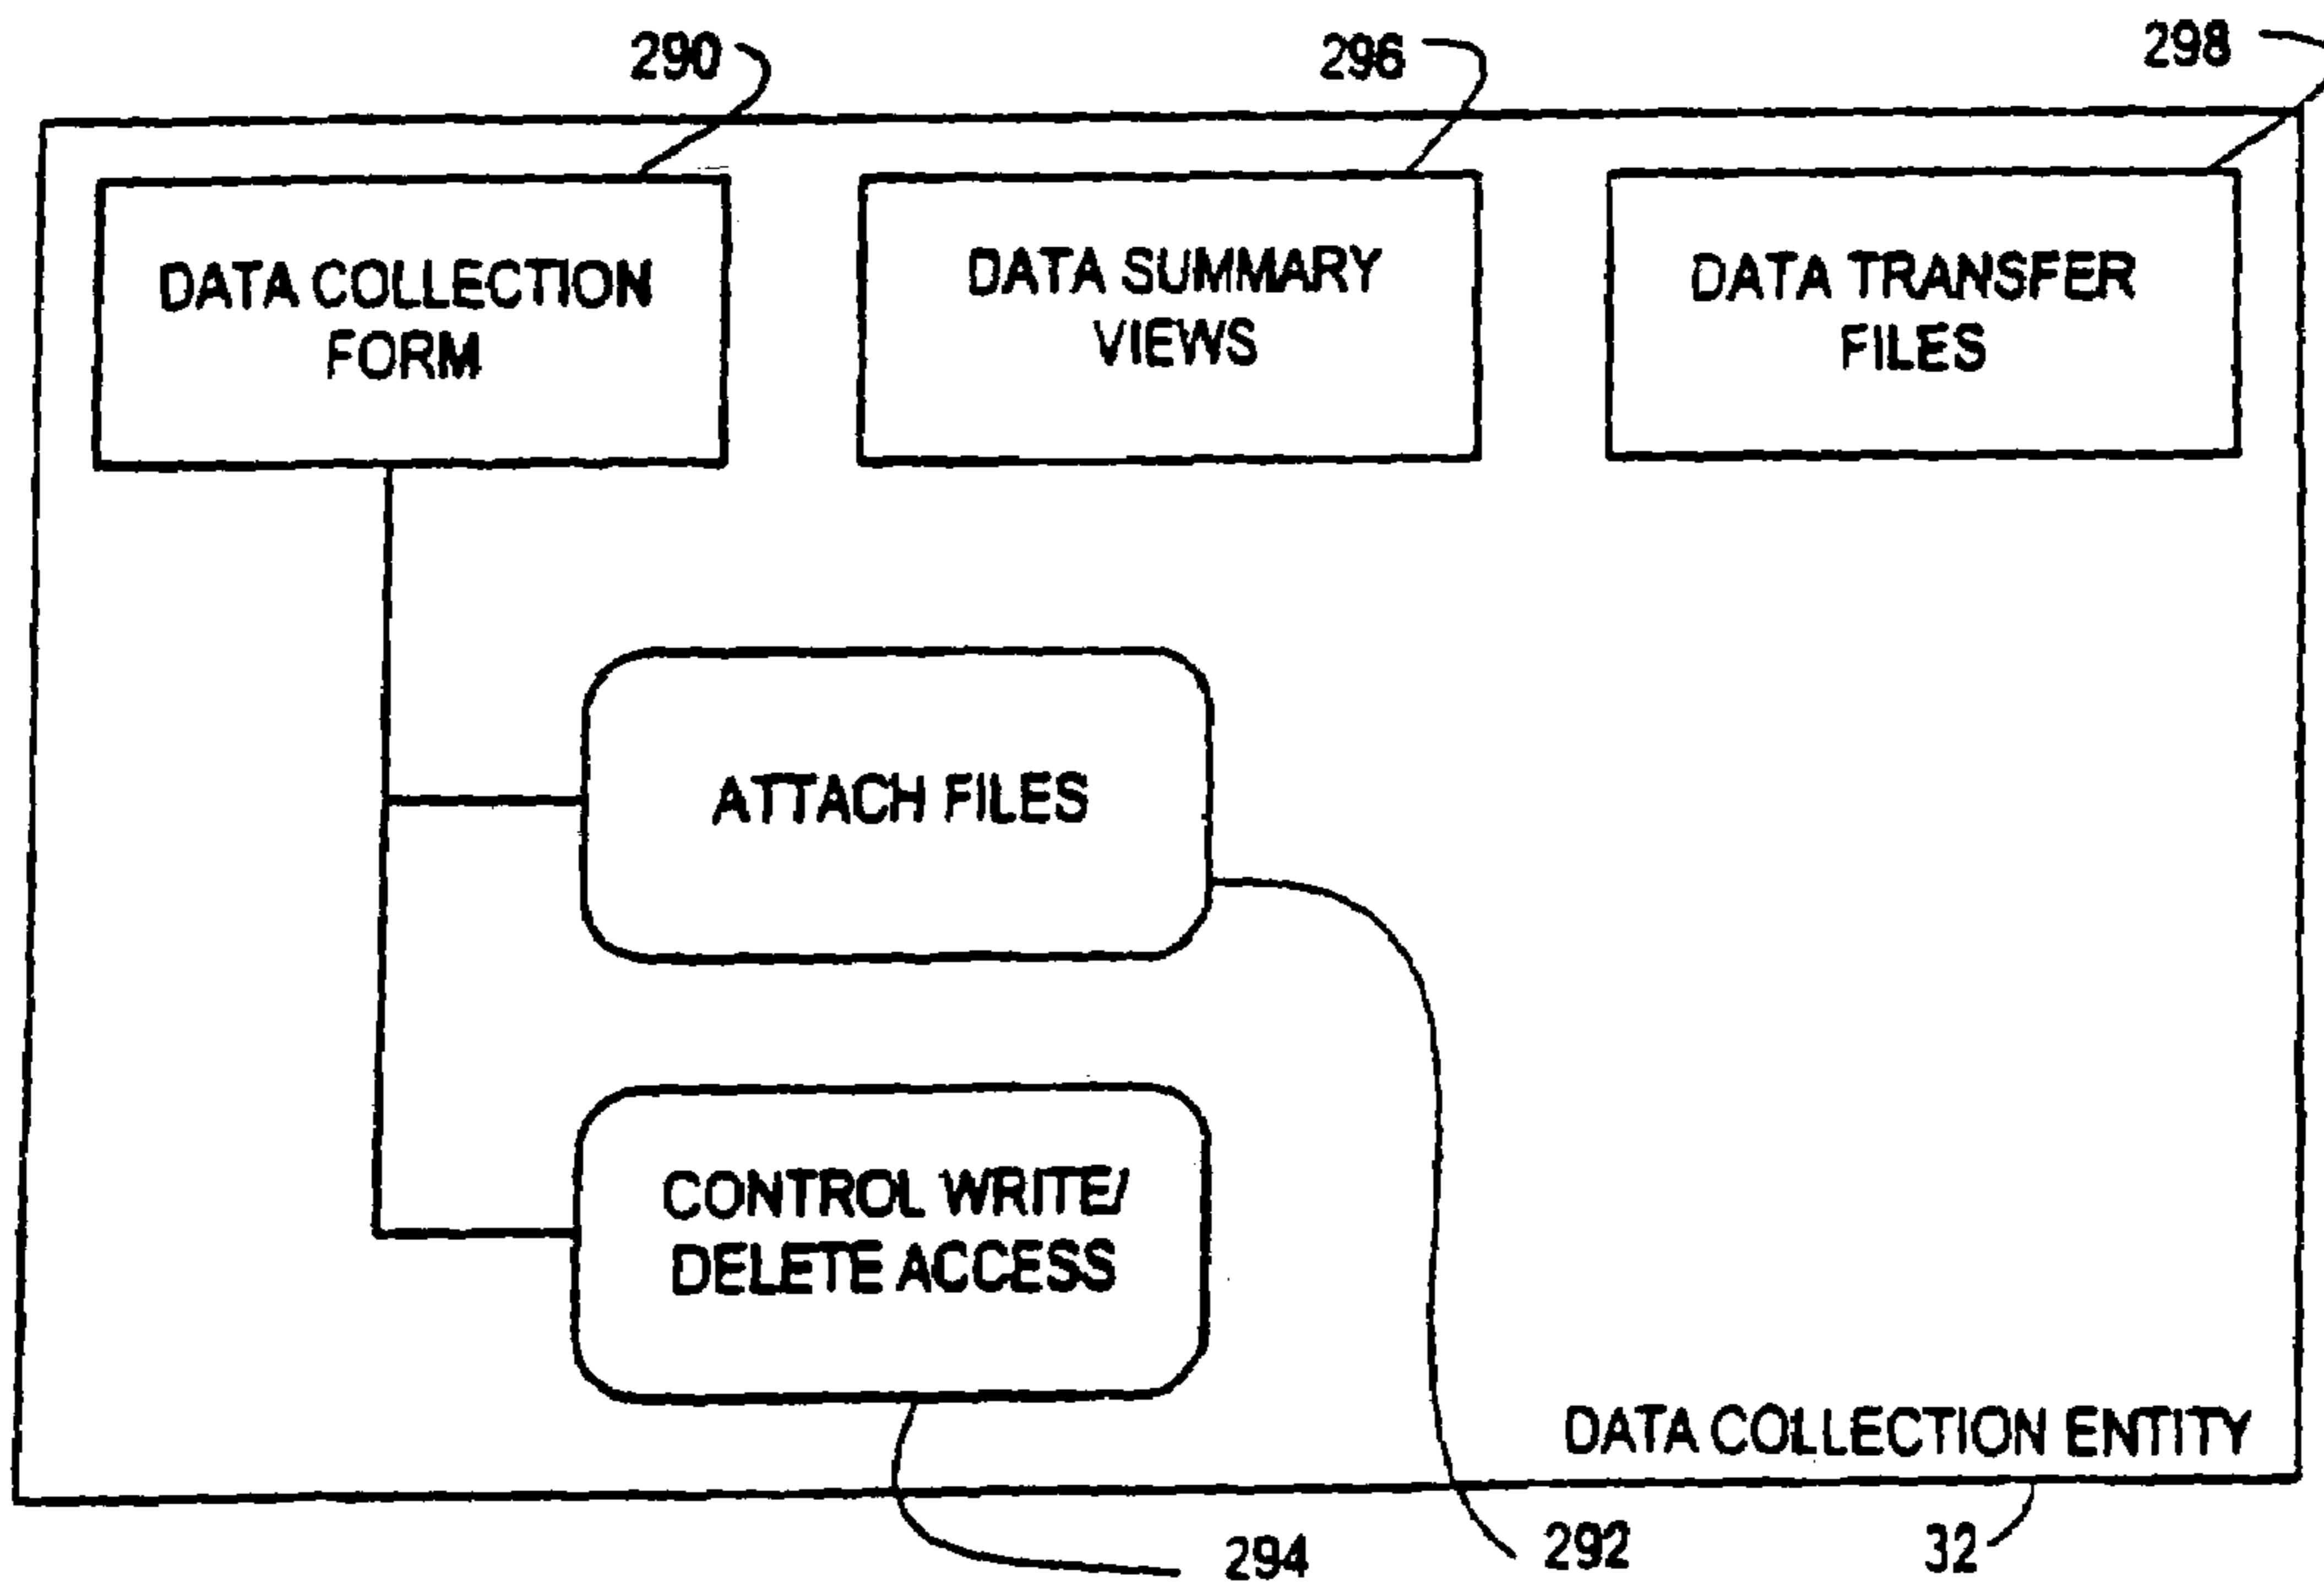 290
296
298
DATA COLLECTION
FORM
DATA SUMMARY
VIEWS
DATA TRANSFER
FILES
ATTACH FILES
CONTROL WRITE/
DELETE ACCESS
DATA COLLECTION ENTITY
294
292
32